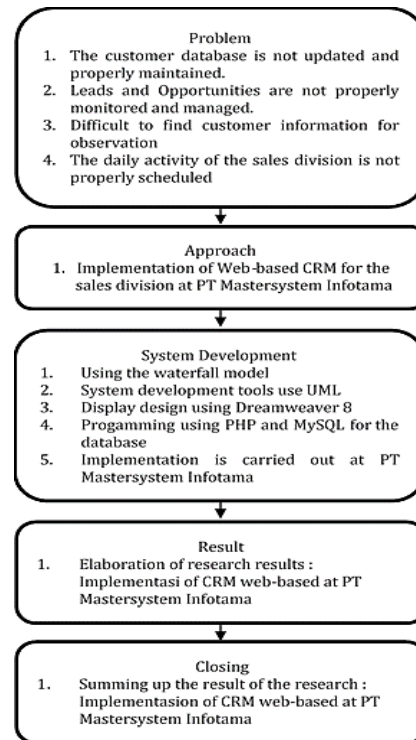 Problem
1. The customer database is not updated and
properly maintained.
2. Leads and Opportunities are not properly
monitored and managed.
3. Difficult to find customer information for
observation
4. The daily activity of the sales division is not
properly scheduled
Approach
1. Implementation of Web-based CRM for the
sales division at PT Mastersystem Infotama
System Development
1. Using the waterfall model
2. System development tools use UML
3. Display design using Dreamweaver 8
4. Progamming using PHP and MySQL for the
database
5. Implementation is carried out at PT
Mastersystem Infotama
Result
1. Elaboration of research results :
Implementasi of CRM web-based at PT
Mastersystem Infotama
Closing
1. Summing up the result of the research :
Implementasion of CRM web-based at PT
Mastersystem Infotama